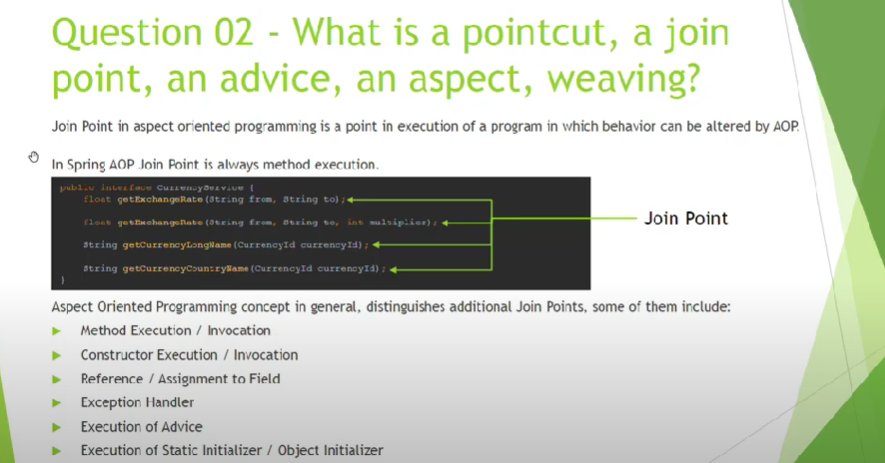 Question 02 - What is a pointcut, a join
point, an advice, an aspect, weaving?
Join Point in aspect oriented programming is a point in execution of a program in which behavior can be altered by AOP.
In Spring AOP Join Point is always method execution.
public interface CurrencyService {
float getExchangeRate(String from, String to);
float getExchangeRate(String from, String to, int multiplier);
Join Point
String getCurrencyLongName(CurrencyId currencyId);
String getCurrencyCountryName(CurrencyId currencyId);
}
Aspect Oriented Programming concept in general, distinguishes additional Join Points, some of them include:
Method Execution / Invocation
Constructor Execution / Invocation
Reference / Assignment to Field
Exception Handler
Execution of Advice
Execution of Static Initializer / Object Initializer